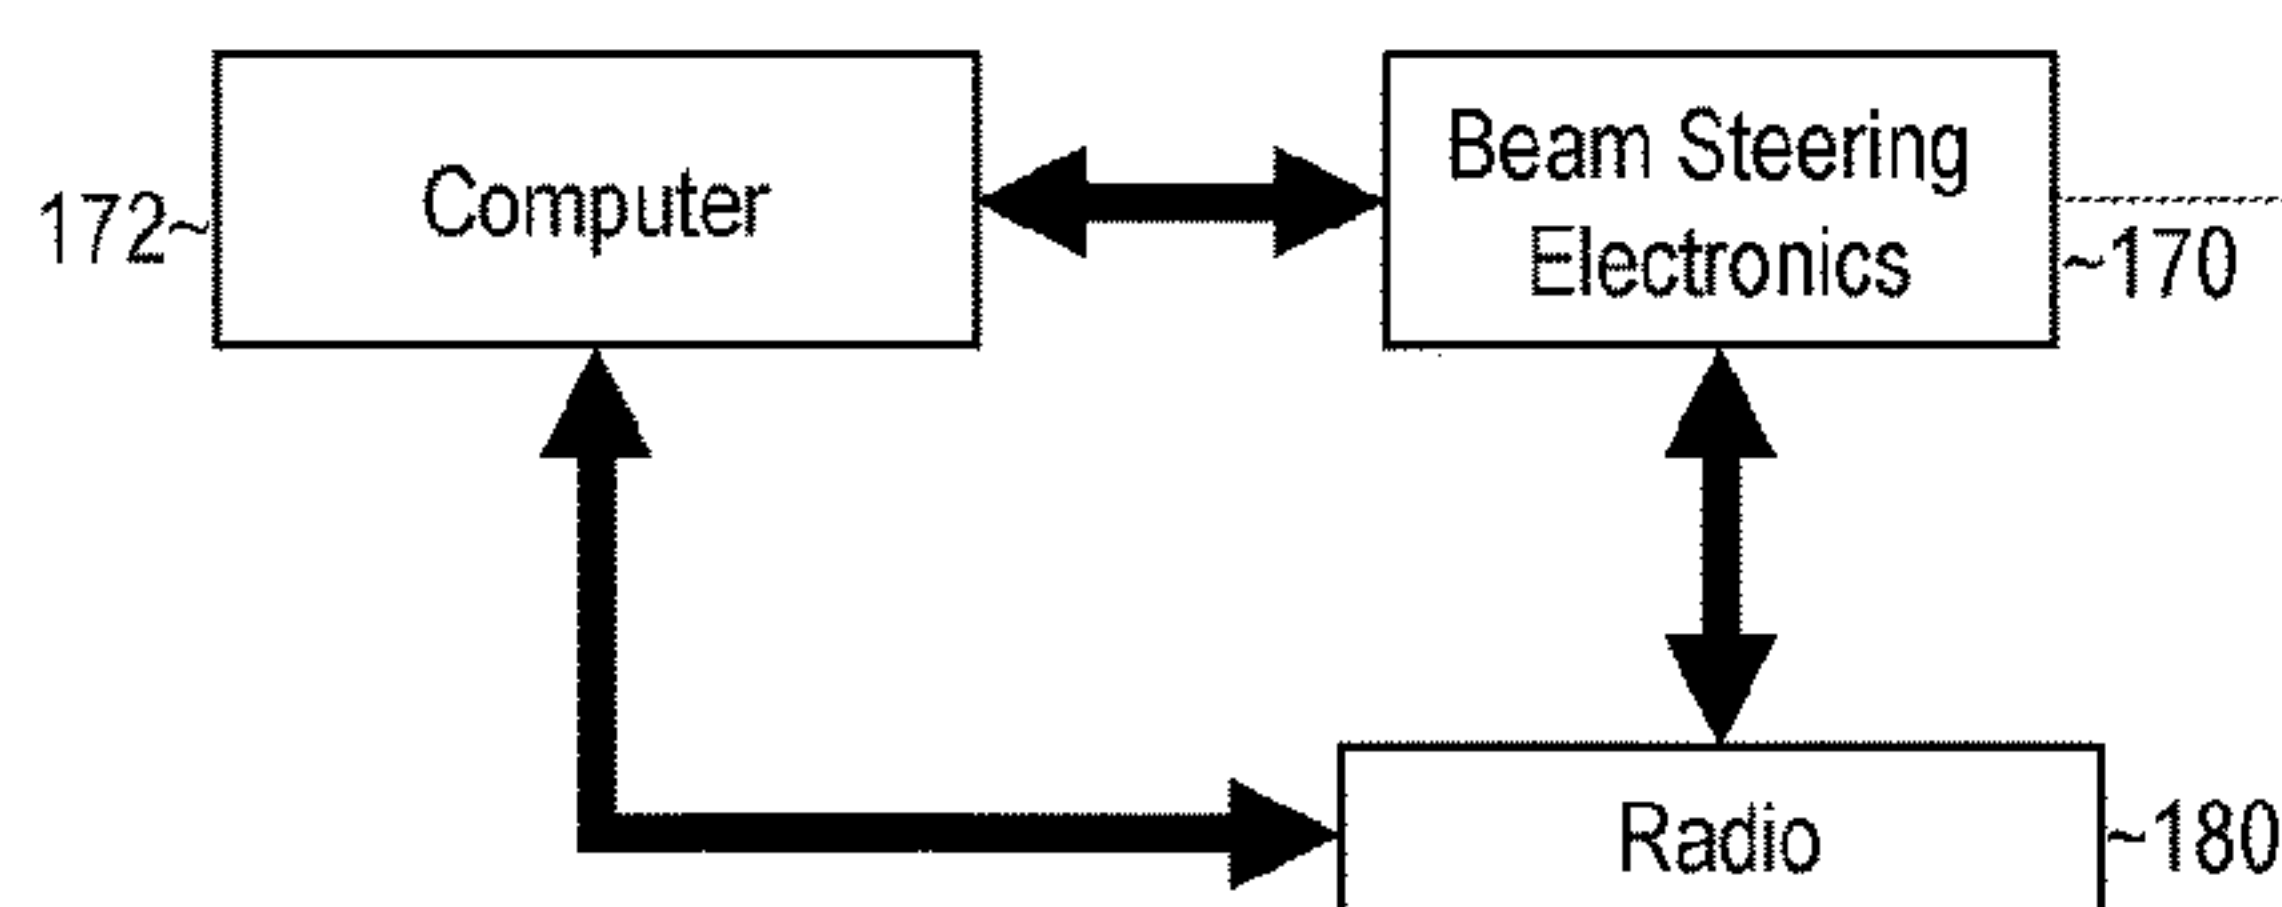 172~
Computer
Beam Steering
Electronics
~170
Radio
~180